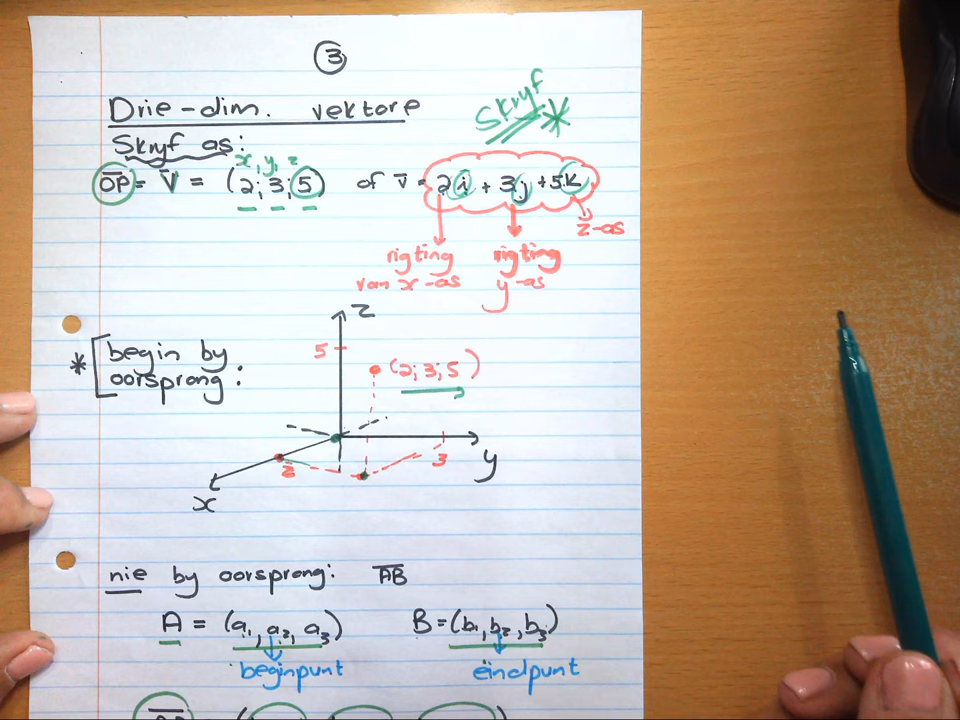 3
Drie-dim. vektore
Skryf *
Skryf as:
x, y, z
OP = V = (2; 3; 5) of v = 2i + 3j + 5k
z-as
rigting van x-as
rigting y-as
z
5
* [begin by oorsprong:
(2; 3; 5)
2
3
y
x
nie by oorsprong: AB
A = (a₁, a₂, a₃) B = (b₁, b₂, b₃)
beginpunt eindpunt